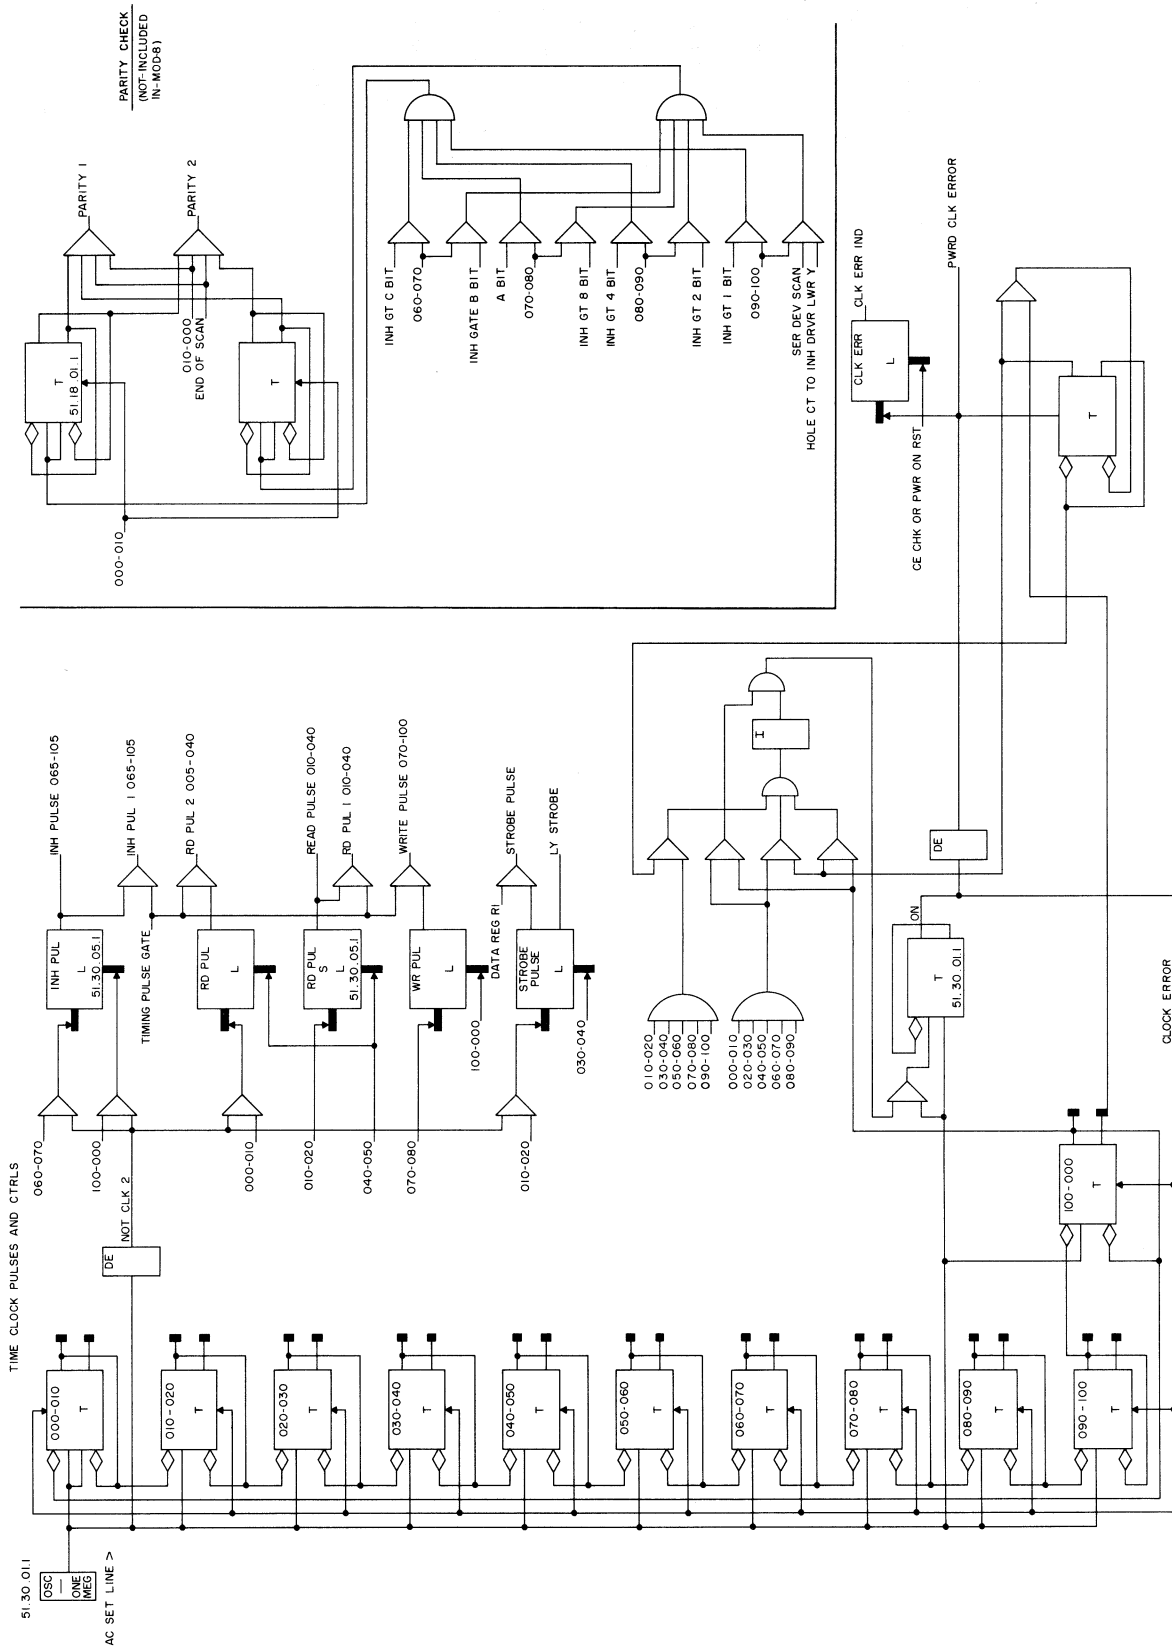 TIME CLOCK PULSES AND CTRLS
51.30.01.1
OSC
—
ONE
MEG
AC SET LINE >
000-010
T
010-020
T
020-030
T
030-040
T
040-050
T
050-060
T
060-070
T
070-080
T
080-090
T
090-100
T
100-000
T
DE
NOT CLK 2
060-070
100-000
000-010
010-020
040-050
070-080
010-020
TIMING PULSE GATE
INH PUL
L
51.30.05.1
RD PUL
L
RD PUL
S
L
51.30.05.1
WR PUL
L
100-000
DATA REG RI
STROBE
PULSE
L
030-040
INH PULSE 065-105
INH PUL 1 065-105
RD PUL 2 005-040
READ PULSE 010-040
RD PUL 1 010-040
WRITE PULSE 070-100
STROBE PULSE
LY STROBE
010-020
030-040
050-060
070-080
090-100
000-010
020-030
040-050
060-070
080-090
I
T
51.30.01.1
ON
DE
CLOCK ERROR
PARITY CHECK
(NOT-INCLUDED
IN-MOD-8)
000-010
T
51.18.01.1
T
010-000
END OF SCAN
PARITY 1
PARITY 2
INH GT C BIT
060-070
INH GATE B BIT
A BIT
070-080
INH GT 8 BIT
INH GT 4 BIT
080-090
INH GT 2 BIT
INH GT 1 BIT
090-100
SER DEV SCAN
HOLE CT TO INH DRVR LWR Y
CE CHK OR PWR ON RST
CLK ERR
L
CLK ERR IND
PWRD CLK ERROR
T